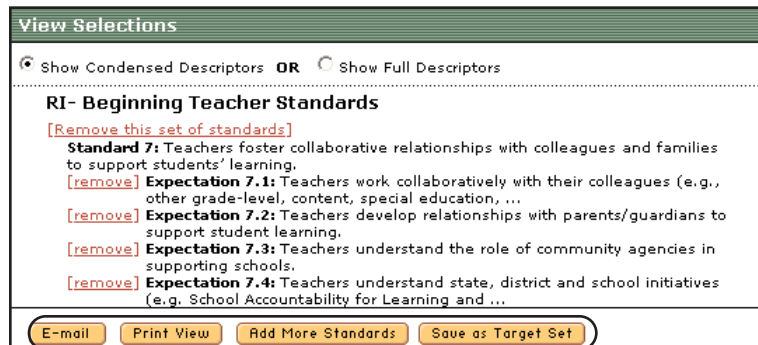 View Selections
Show Condensed Descriptors OR Show Full Descriptors
RI- Beginning Teacher Standards
[Remove this set of standards]
Standard 7: Teachers foster collaborative relationships with colleagues and families
to support students' learning.
[remove] Expectation 7.1: Teachers work collaboratively with their colleagues (e.g.,
other grade-level, content, special education, ...
[remove] Expectation 7.2: Teachers develop relationships with parents/guardians to
support student learning.
[remove] Expectation 7.3: Teachers understand the role of community agencies in
supporting schools.
[remove] Expectation 7.4: Teachers understand state, district and school initiatives
(e.g. School Accountability for Learning and ...
E-mail Print View Add More Standards Save as Target Set